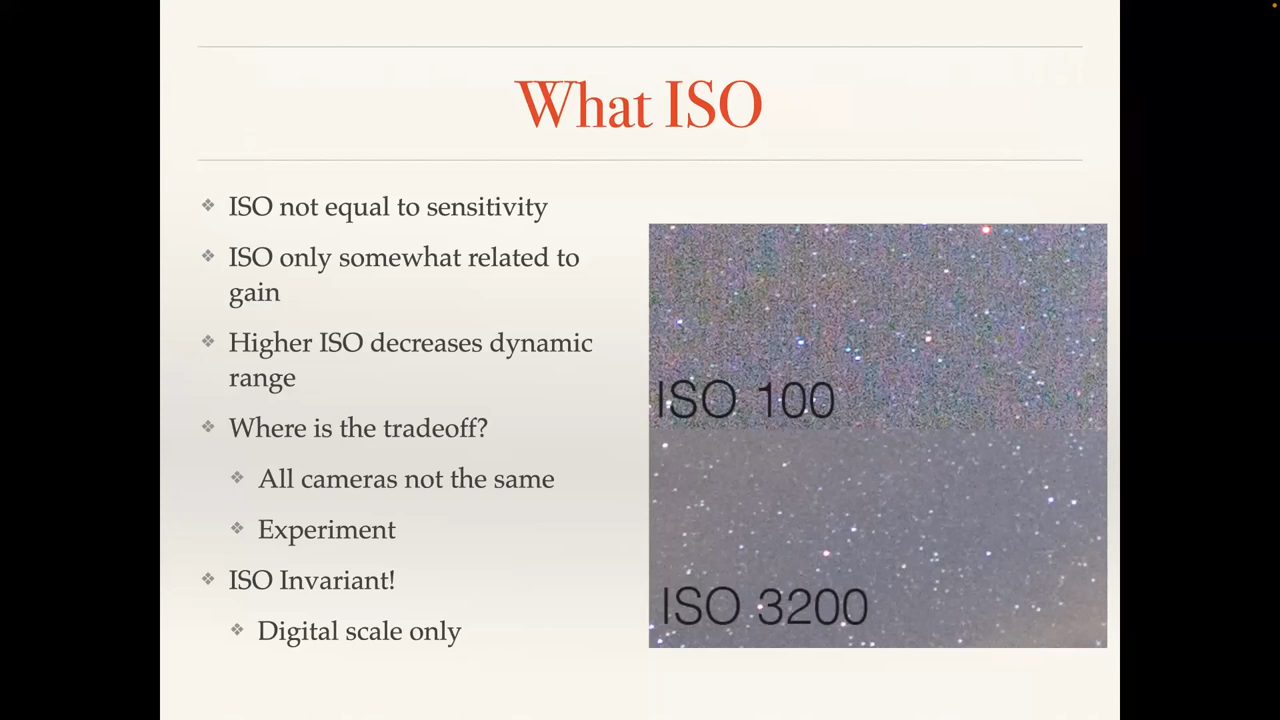 What ISO
ISO not equal to sensitivity
ISO only somewhat related to
gain
Higher ISO decreases dynamic
range
Where is the tradeoff?
All cameras not the same
Experiment
ISO Invariant!
Digital scale only
ISO 100
ISO 3200